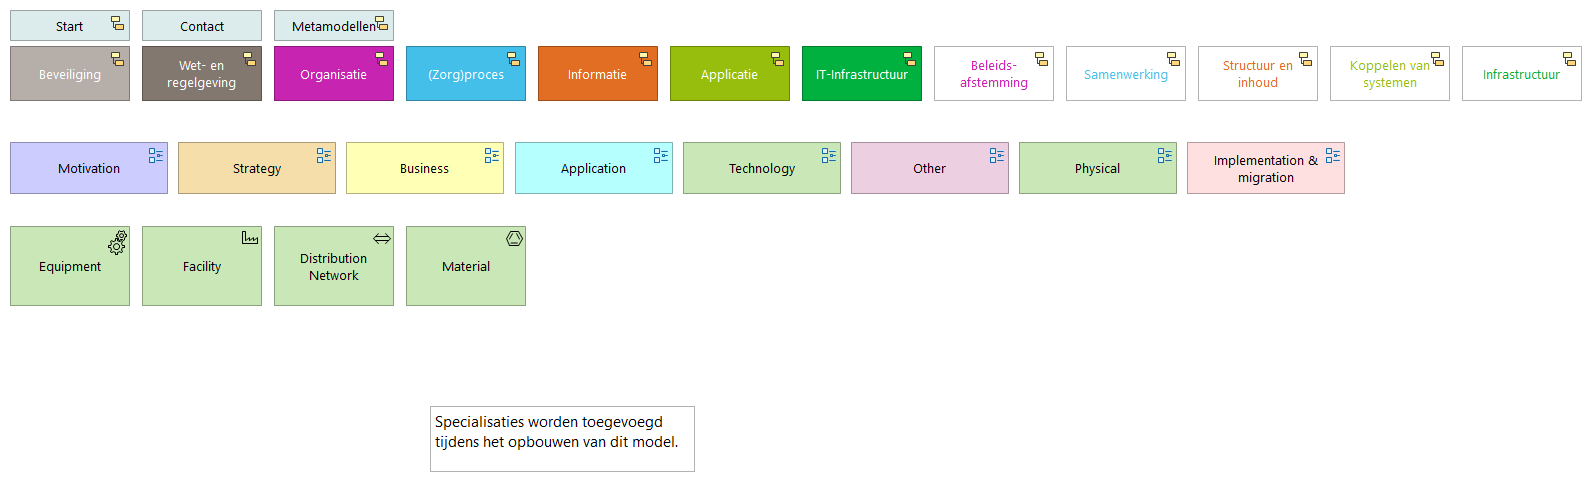 Start
Contact
Metamodellen
Beveiliging
Wet- en
regelgeving
Organisatie
(Zorg)proces
Informatie
Applicatie
IT-Infrastructuur
Beleids-
afstemming
Samenwerking
Structuur en
inhoud
Koppelen van
systemen
Infrastructuur
Motivation
Strategy
Business
Application
Technology
Other
Physical
Implementation &
migration
Equipment
Facility
Distribution
Network
Material
Specialisaties worden toegevoegd
tijdens het opbouwen van dit model.